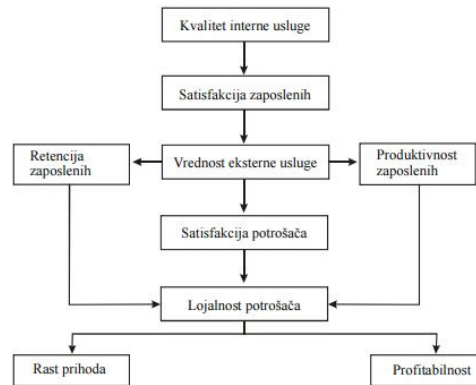 Kvalitet interne usluge
Satisfakcija zaposlenih
Retencija
zaposlenih
Vrednost eksterne usluge
Produktivnost
zaposlenih
Satisfakcija potrošača
Lojalnost potrošača
Rast prihoda
Profitabilnost